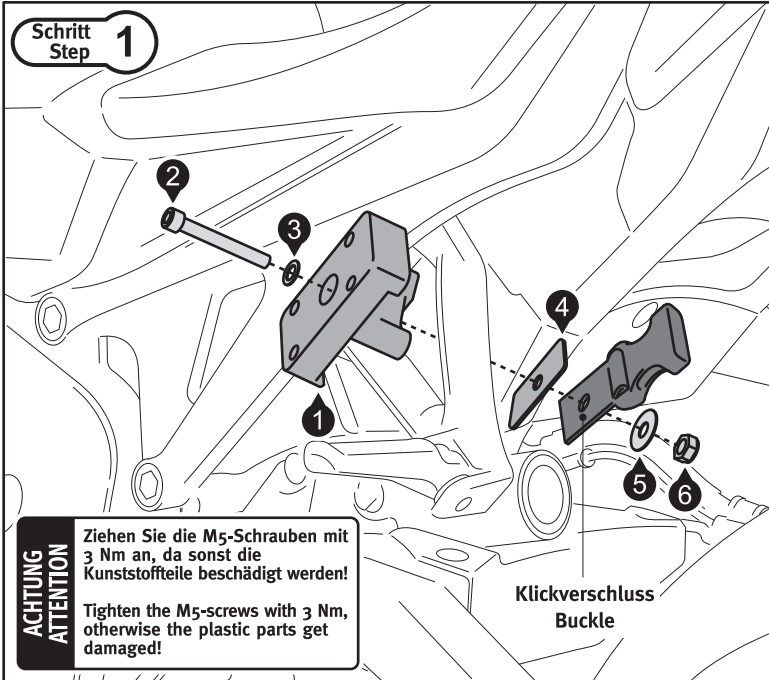 Schritt
Step
1
2
3
4
1
5
6
Klickverschluss
Buckle
ACHTUNG
ATTENTION
Ziehen Sie die M5-Schrauben mit
3 Nm an, da sonst die
Kunststoffteile beschädigt werden!
Tighten the M5-screws with 3 Nm,
otherwise the plastic parts get
damaged!